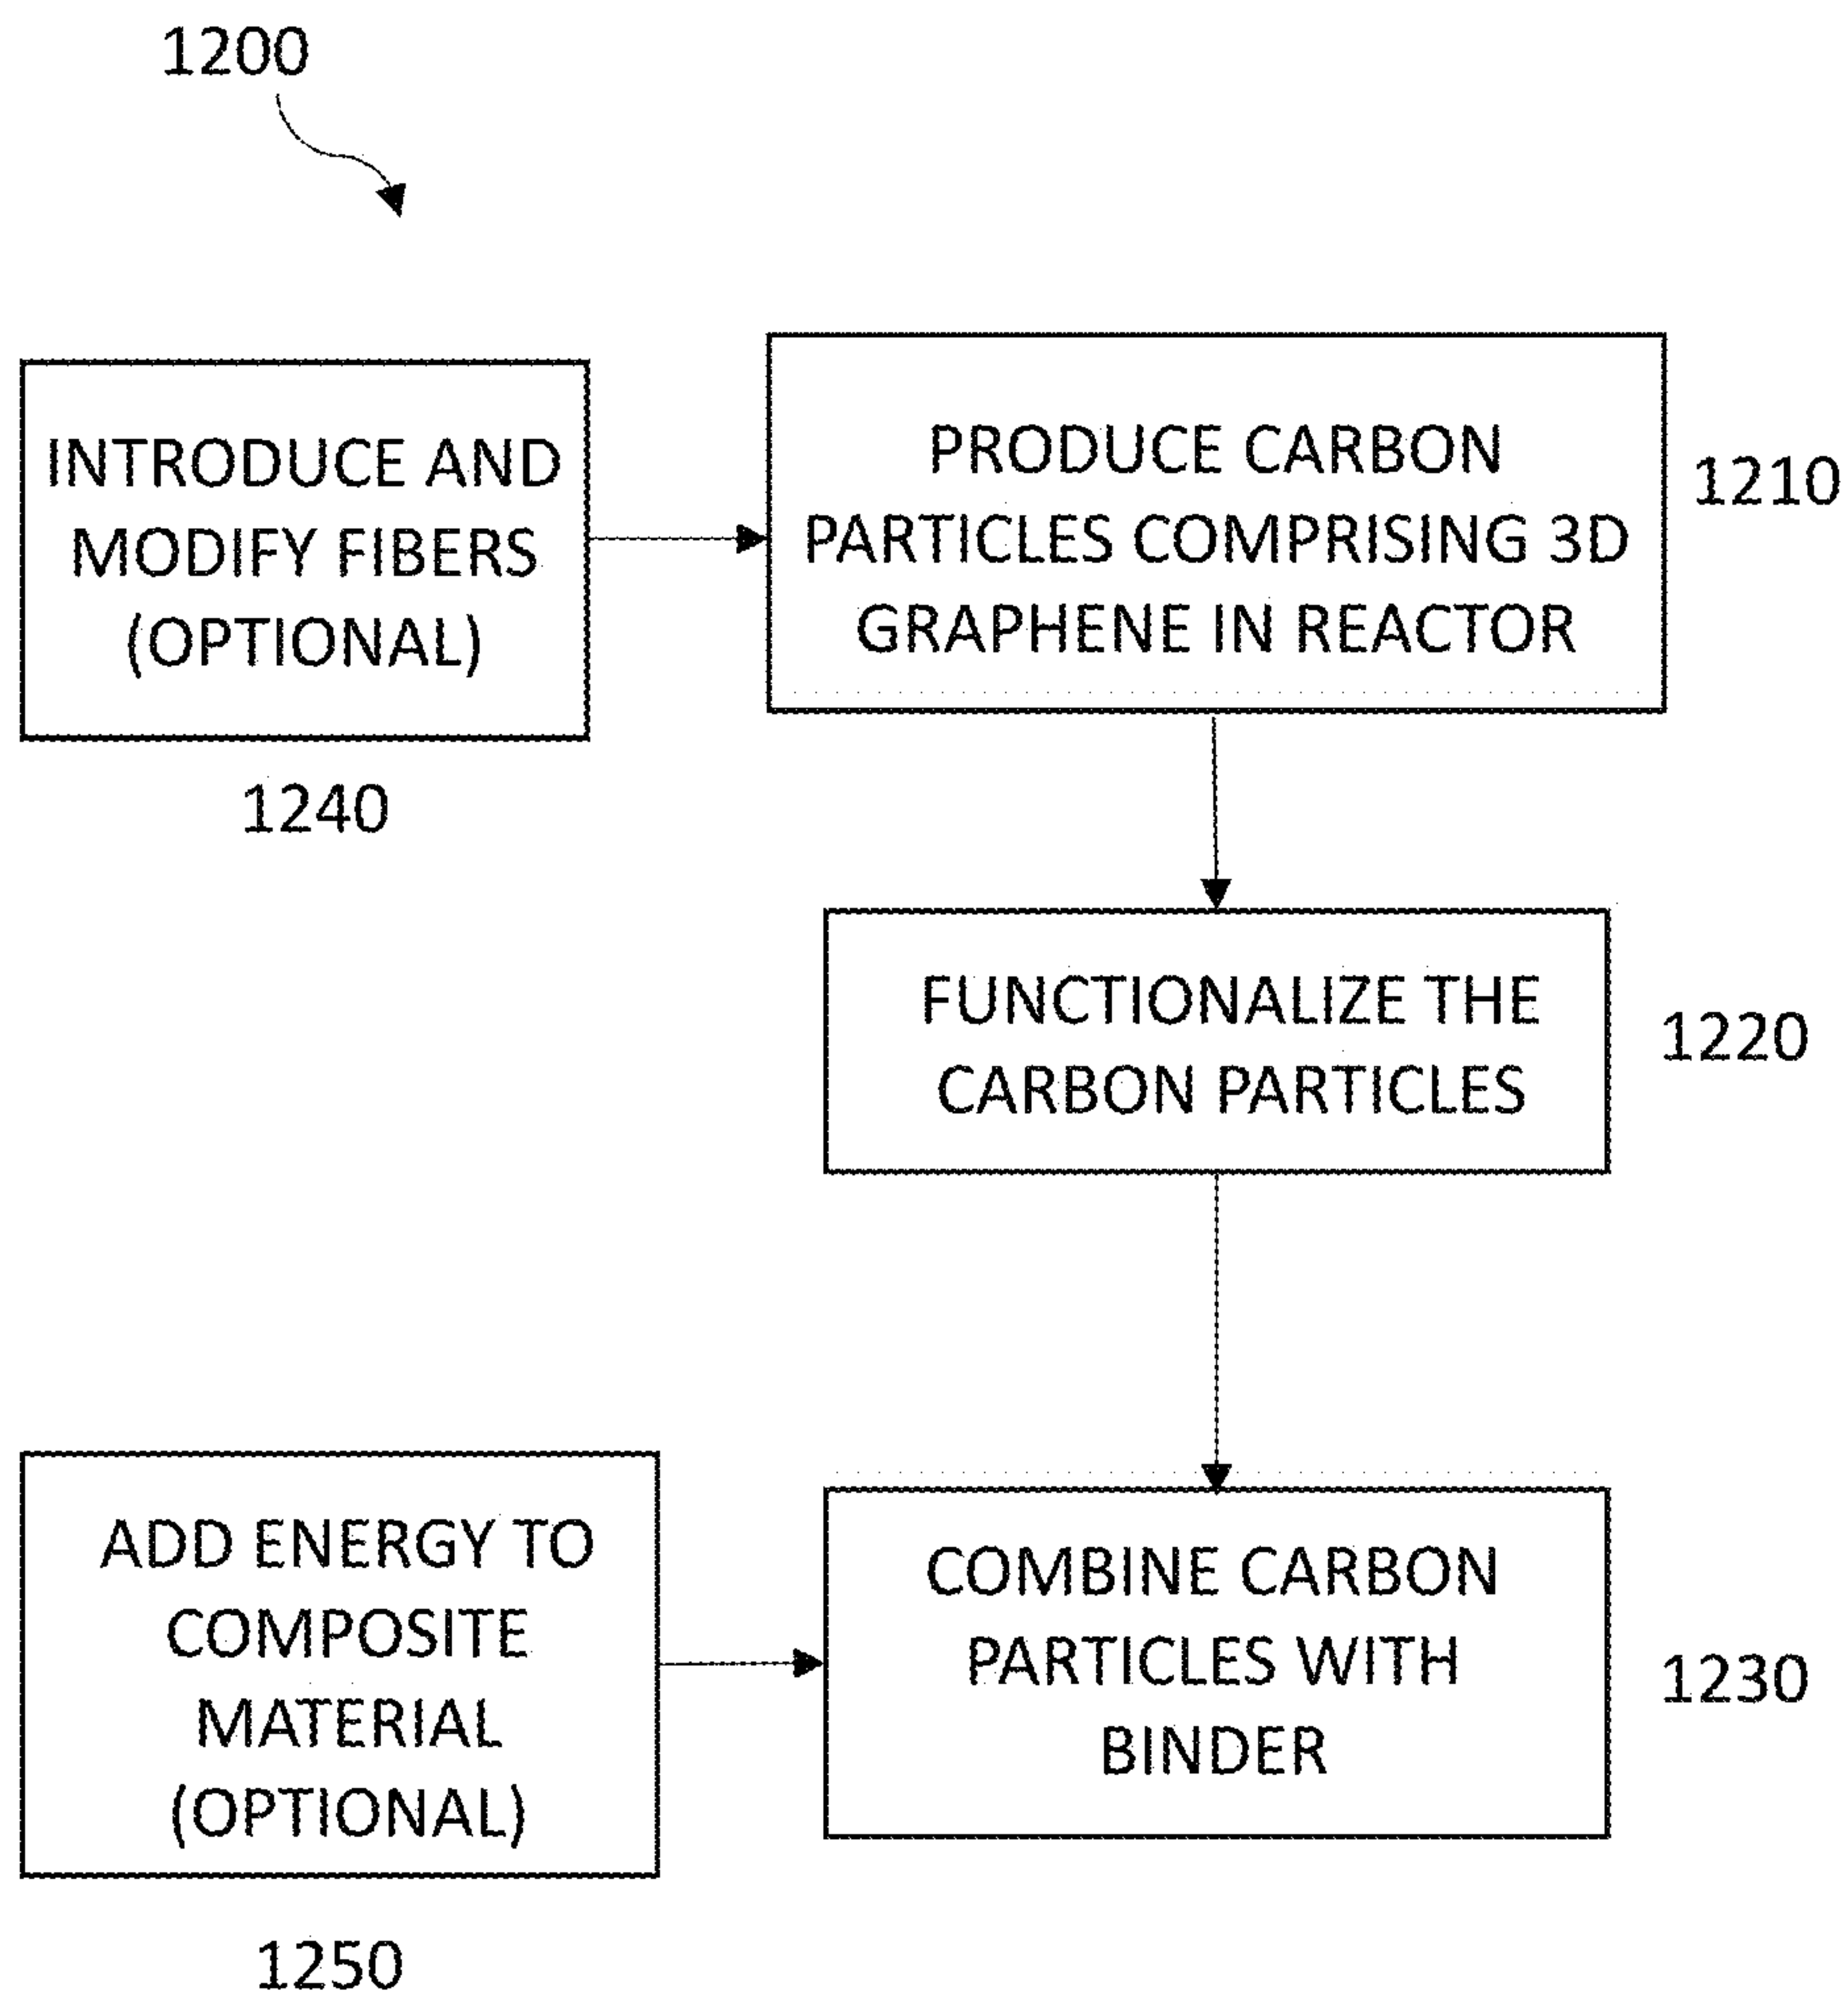 1200
INTRODUCE AND
MODIFY FIBERS
(OPTIONAL)
1240
PRODUCE CARBON
PARTICLES COMPRISING 3D
GRAPHENE IN REACTOR
1210
FUNCTIONALIZE THE
CARBON PARTICLES
1220
ADD ENERGY TO
COMPOSITE
MATERIAL
(OPTIONAL)
1250
COMBINE CARBON
PARTICLES WITH
BINDER
1230